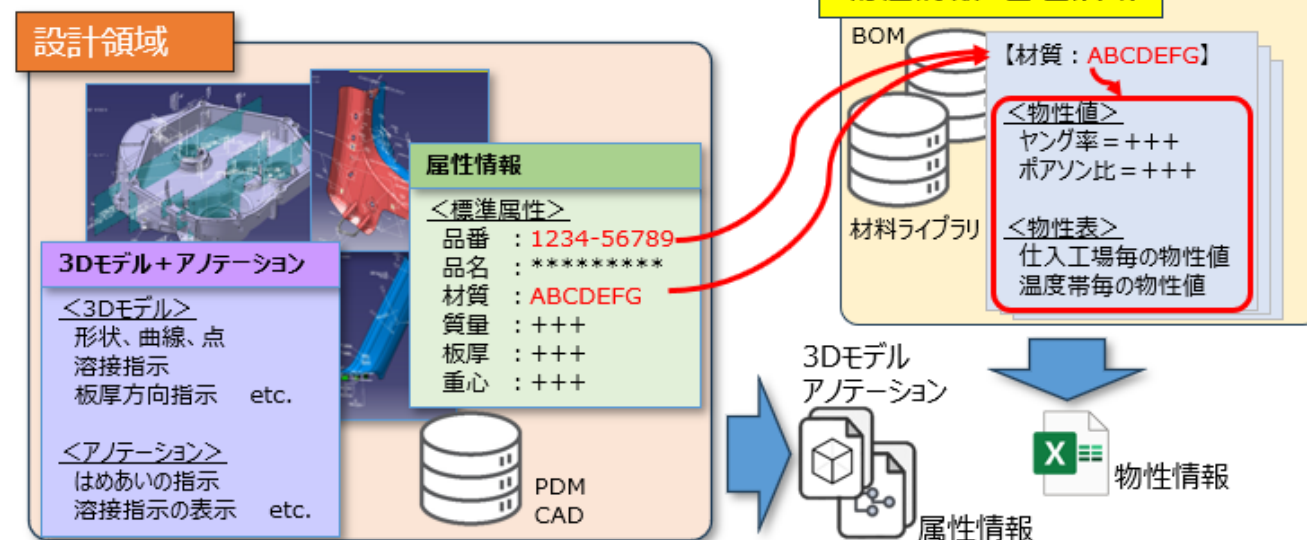 設計領域
属性情報
<標準属性>
品番 :1234-56789
品名 :*********
材質 :ABCDEFG
質量 :+++
板厚 :+++
重心 :+++
3Dモデル+アノテーション
<3Dモデル>
形状、曲線、点
溶接指示
板厚方向指示 etc.
<アノテーション>
はめあいの指示
溶接指示の表示 etc.
PDM
CAD
BOM
材料ライブラリ
【材質:ABCDEFG】
<物性値>
ヤング率=+++
ポアソン比=+++
<物性表>
仕入工場毎の物性値
温度帯毎の物性値
3Dモデル
アノテーション
属性情報
X
物性情報